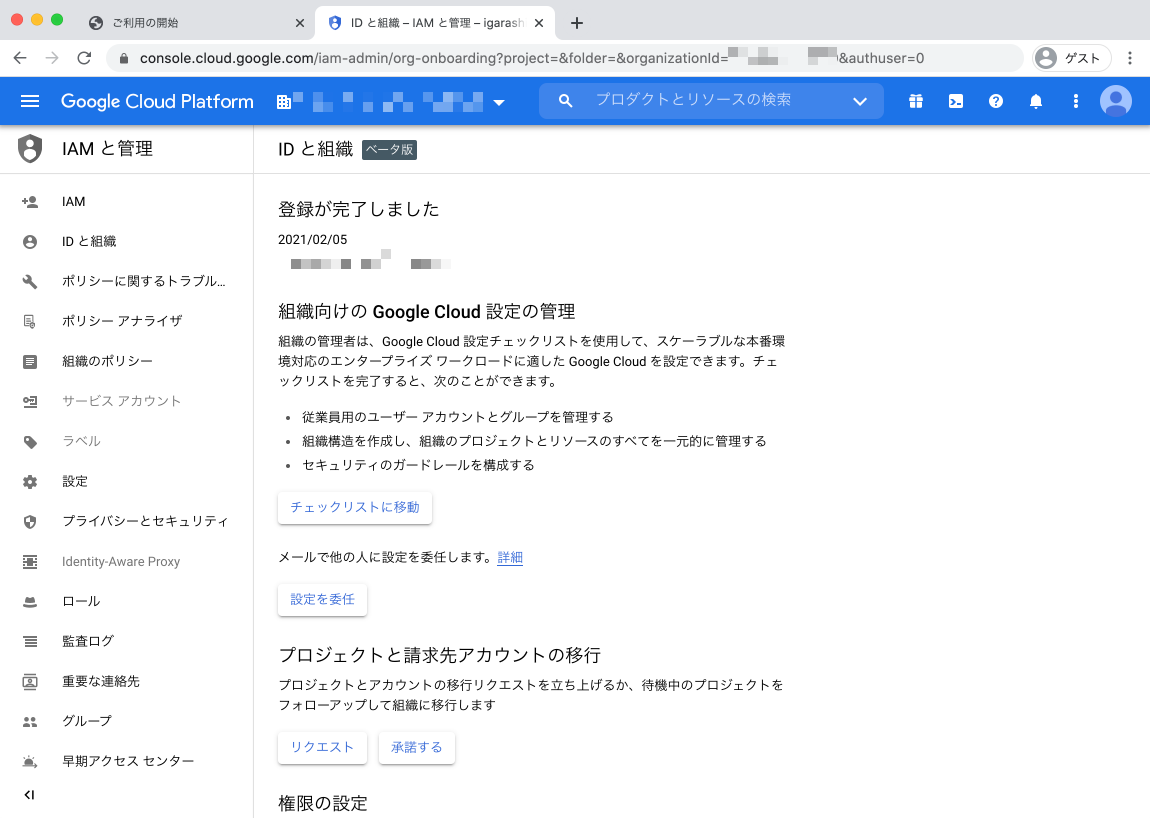 ご利用の開始
ID と組織 – IAM と管理 – igarash
console.cloud.google.com/iam-admin/org-onboarding?project=&folder=&organizationId=
&authuser=0
ゲスト
Google Cloud Platform
プロダクトとリソースの検索
IAM と管理
ID と組織 ベータ版
IAM
ID と組織
ポリシーに関するトラブル...
ポリシー アナライザ
組織のポリシー
サービス アカウント
ラベル
設定
プライバシーとセキュリティ
Identity-Aware Proxy
ロール
監査ログ
重要な連絡先
グループ
早期アクセス センター
登録が完了しました
2021/02/05
組織向けの Google Cloud 設定の管理
組織の管理者は、Google Cloud 設定チェックリストを使用して、スケーラブルな本番環
境対応のエンタープライズ ワークロードに適した Google Cloud を設定できます。チェ
ックリストを完了すると、次のことができます。
• 従業員用のユーザー アカウントとグループを管理する
• 組織構造を作成し、組織のプロジェクトとリソースのすべてを一元的に管理する
• セキュリティのガードレールを構成する
チェックリストに移動
メールで他の人に設定を委任します。詳細
設定を委任
プロジェクトと請求先アカウントの移行
プロジェクトとアカウントの移行リクエストを立ち上げるか、待機中のプロジェクトを
フォローアップして組織に移行します
リクエスト 承諾する
権限の設定